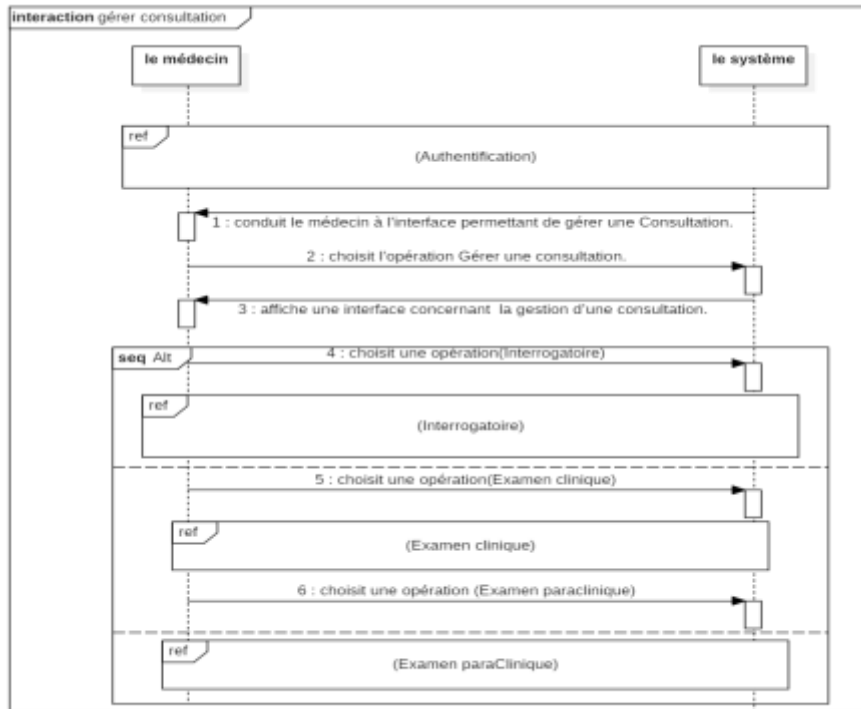 interaction gérer consultation
le médecin
le système
ref
(Authentification)
1 : conduit le médecin à l'interface permettant de gérer une Consultation.
2 : choisit l'opération Gérer une consultation.
3 : affiche une interface concernant la gestion d'une consultation.
seq Alt
4 : choisit une opération(Interrogatoire)
ref
(Interrogatoire)
5 : choisit une opération(Examen clinique)
ref
(Examen clinique)
6 : choisit une opération (Examen paraclinique)
ref
(Examen paraClinique)